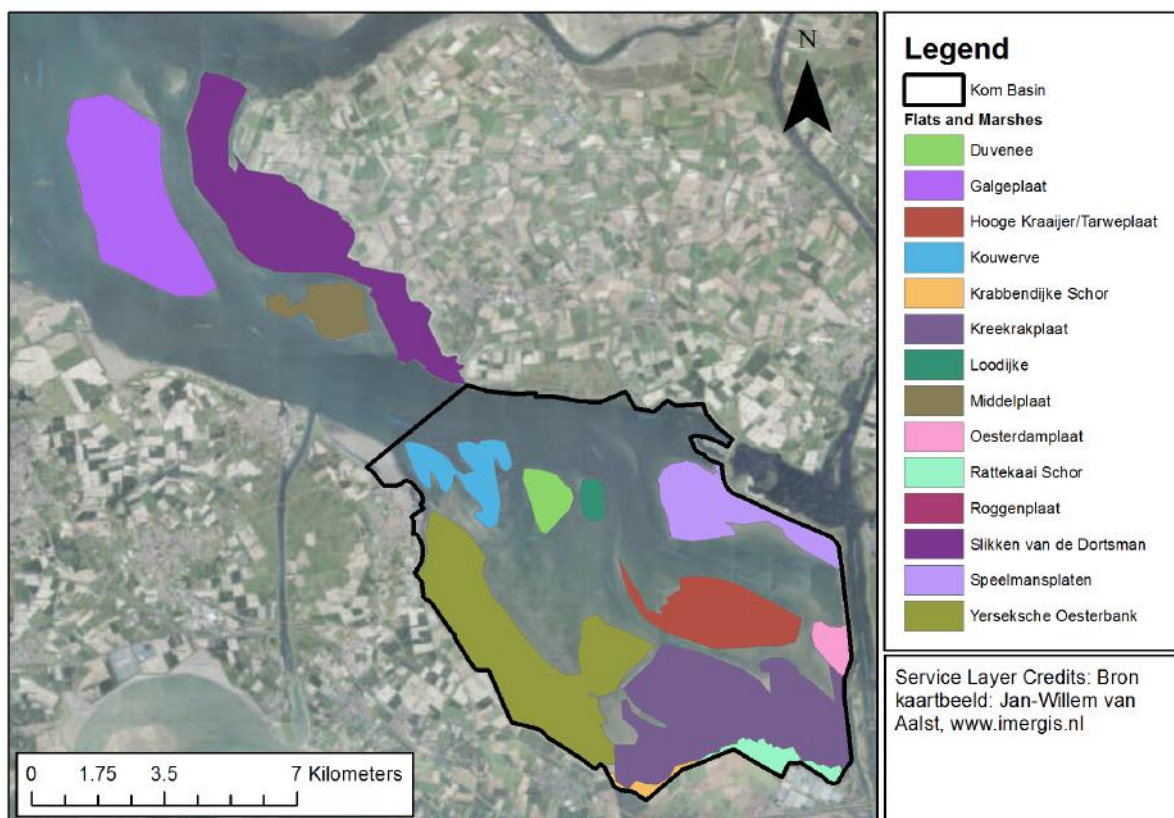 N
0 1.75 3.5 7 Kilometers
Legend
Kom Basin
Flats and Marshes
Duvenee
Galgeplaat
Hooge Kraaijer/Tarweplaat
Kouwerve
Krabbendijke Schor
Kreekrakplaat
Loodijke
Middelplaat
Oesterdamplaat
Rattekaai Schor
Roggenplaat
Slikken van de Dortsman
Speelmansplaten
Yerseksche Oesterbank
Service Layer Credits: Bron
kaartbeeld: Jan-Willem van
Aalst, www.imergis.nl